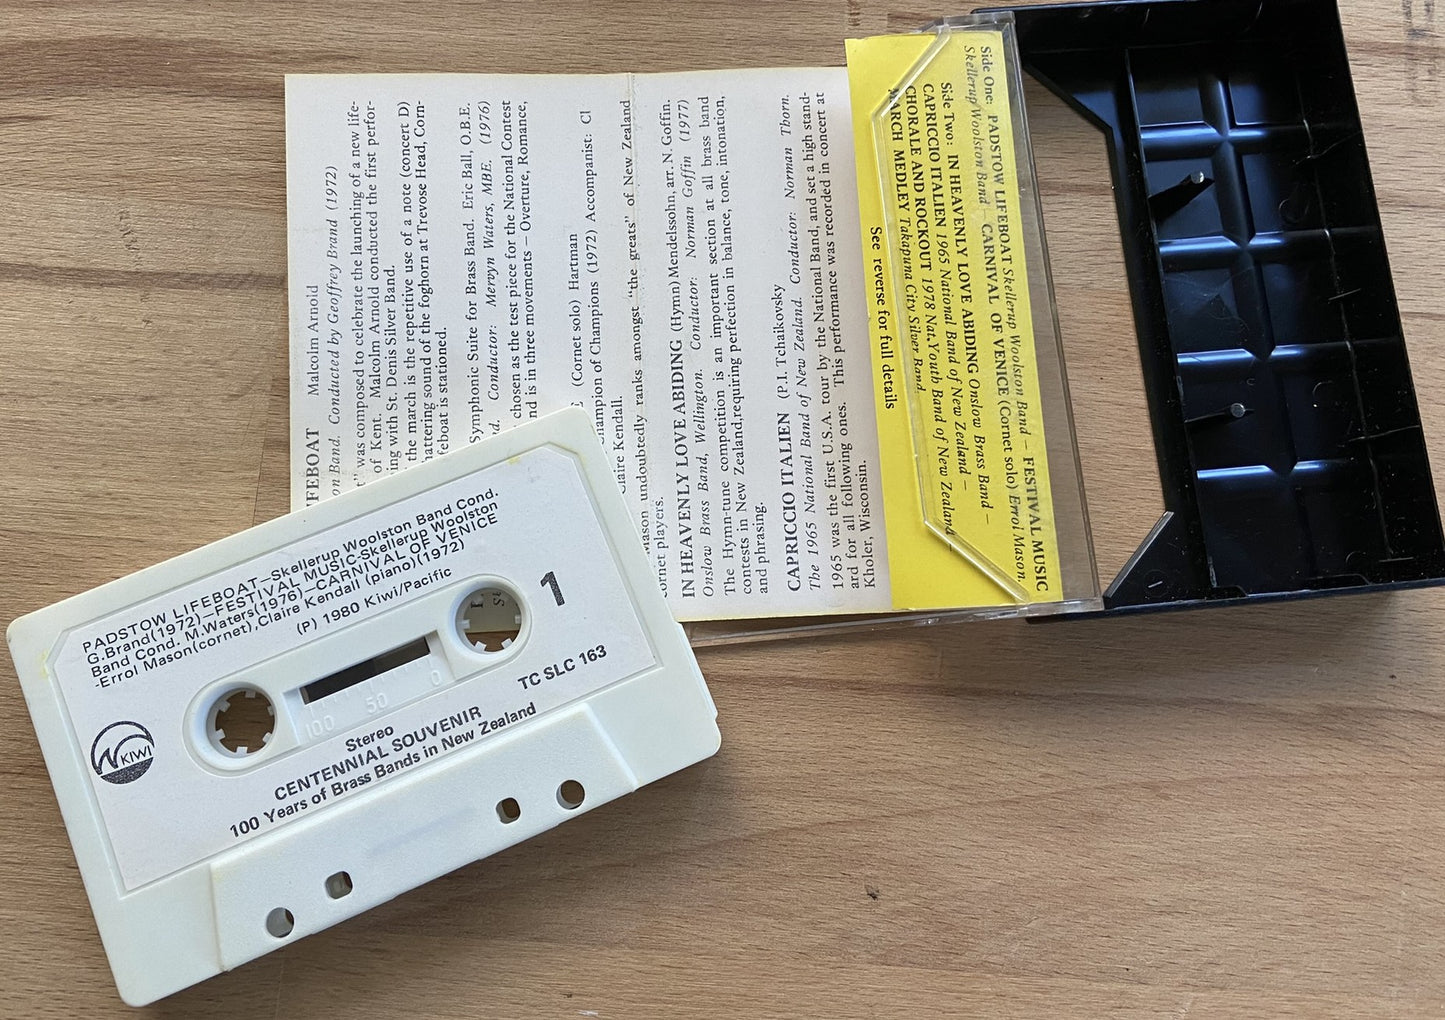 PADSTOW LIFEBOAT–Skellerup Woolston Band Cond.
G.Brand(1972)–FESTIVAL MUSIC-Skellerup Woolston
Band Cond. M.Waters(1976)–CARNIVAL OF VENICE
-Errol Mason(cornet),Claire Kendall (piano)(1972)
(P) 1980 Kiwi/Pacific
1
100 50 0
TC SLC 163
KIWI
Stereo
CENTENNIAL SOUVENIR
100 Years of Brass Bands in New Zealand
IFEBOAT Malcolm Arnold
on Band. Conducted by Geoffrey Brand (1972)
" was composed to celebrate the launching of a new life-
of Kent. Malcolm Arnold conducted the first perfor-
ing with St. Denis Silver Band.
the march is the repetitive use of a note (concert D)
hattering sound of the foghorn at Trevose Head, Corn-
feboat is stationed.
Symphonic Suite for Brass Band. Eric Ball, O.B.E.
d. Conductor: Mervyn Waters, MBE. (1976)
chosen as the test piece for the National Contest
nd is in three movements – Overture, Romance,
E (Cornet solo) Hartman
hampion of Champions (1972) Accompanist: Cl
Claire Kendall.
Mason undoubtedly ranks amongst "the greats" of New Zealand
cornet players.
IN HEAVENLY LOVE ABIDING (Hymn) Mendelssohn, arr. N. Goffin.
Onslow Brass Band, Wellington. Conductor: Norman Goffin (1977)
The Hymn-tune competition is an important section at all brass band
contests in New Zealand,requiring perfection in balance, tone, intonation,
and phrasing.
CAPRICCIO ITALIEN (P.I. Tchaikovsky
The 1965 National Band of New Zealand. Conductor: Norman Thorn.
1965 was the first U.S.A. tour by the National Band, and set a high stand-
ard for all following ones. This performance was recorded in concert at
Kholer, Wisconsin.
See reverse for full details
Side One: PADSTOW LIFEBOAT Skellerup Woolston Band – FESTIVAL MUSIC
Skellerup Woolston Band – CARNIVAL OF VENICE (Cornet solo) Errol Mason.
Side Two: IN HEAVENLY LOVE ABIDING Onslow Brass Band –
CAPRICCIO ITALIEN 1965 National Band of New Zealand –
CHORALE AND ROCKOUT 1978 Nat.Youth Band of New Zealand –
MARCH MEDLEY Takapuna City Silver Band.